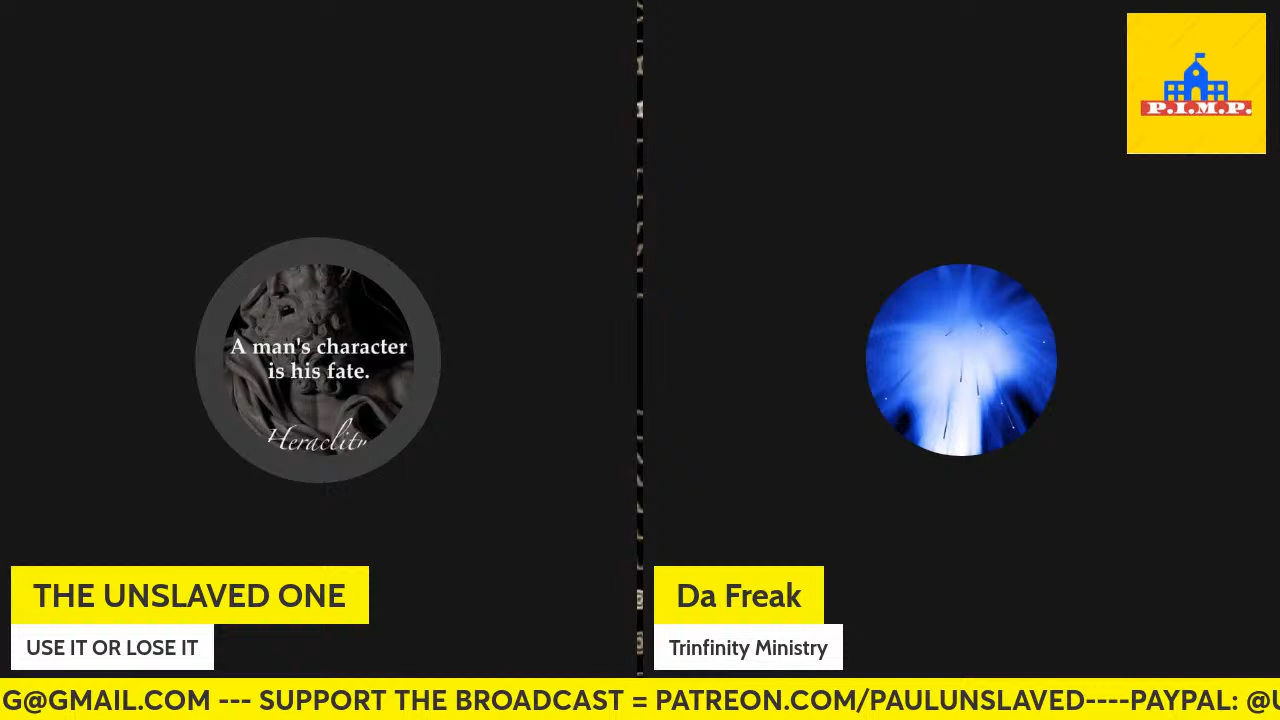 P.I.M.P.
A man's character
is his fate.
THE UNSLAVED ONE
USE IT OR LOSE IT
Da Freak
Trinfinity Ministry
G@GMAIL.COM --- SUPPORT THE BROADCAST = PATREON.COM/PAULUNSLAVED----PAYPAL: @U